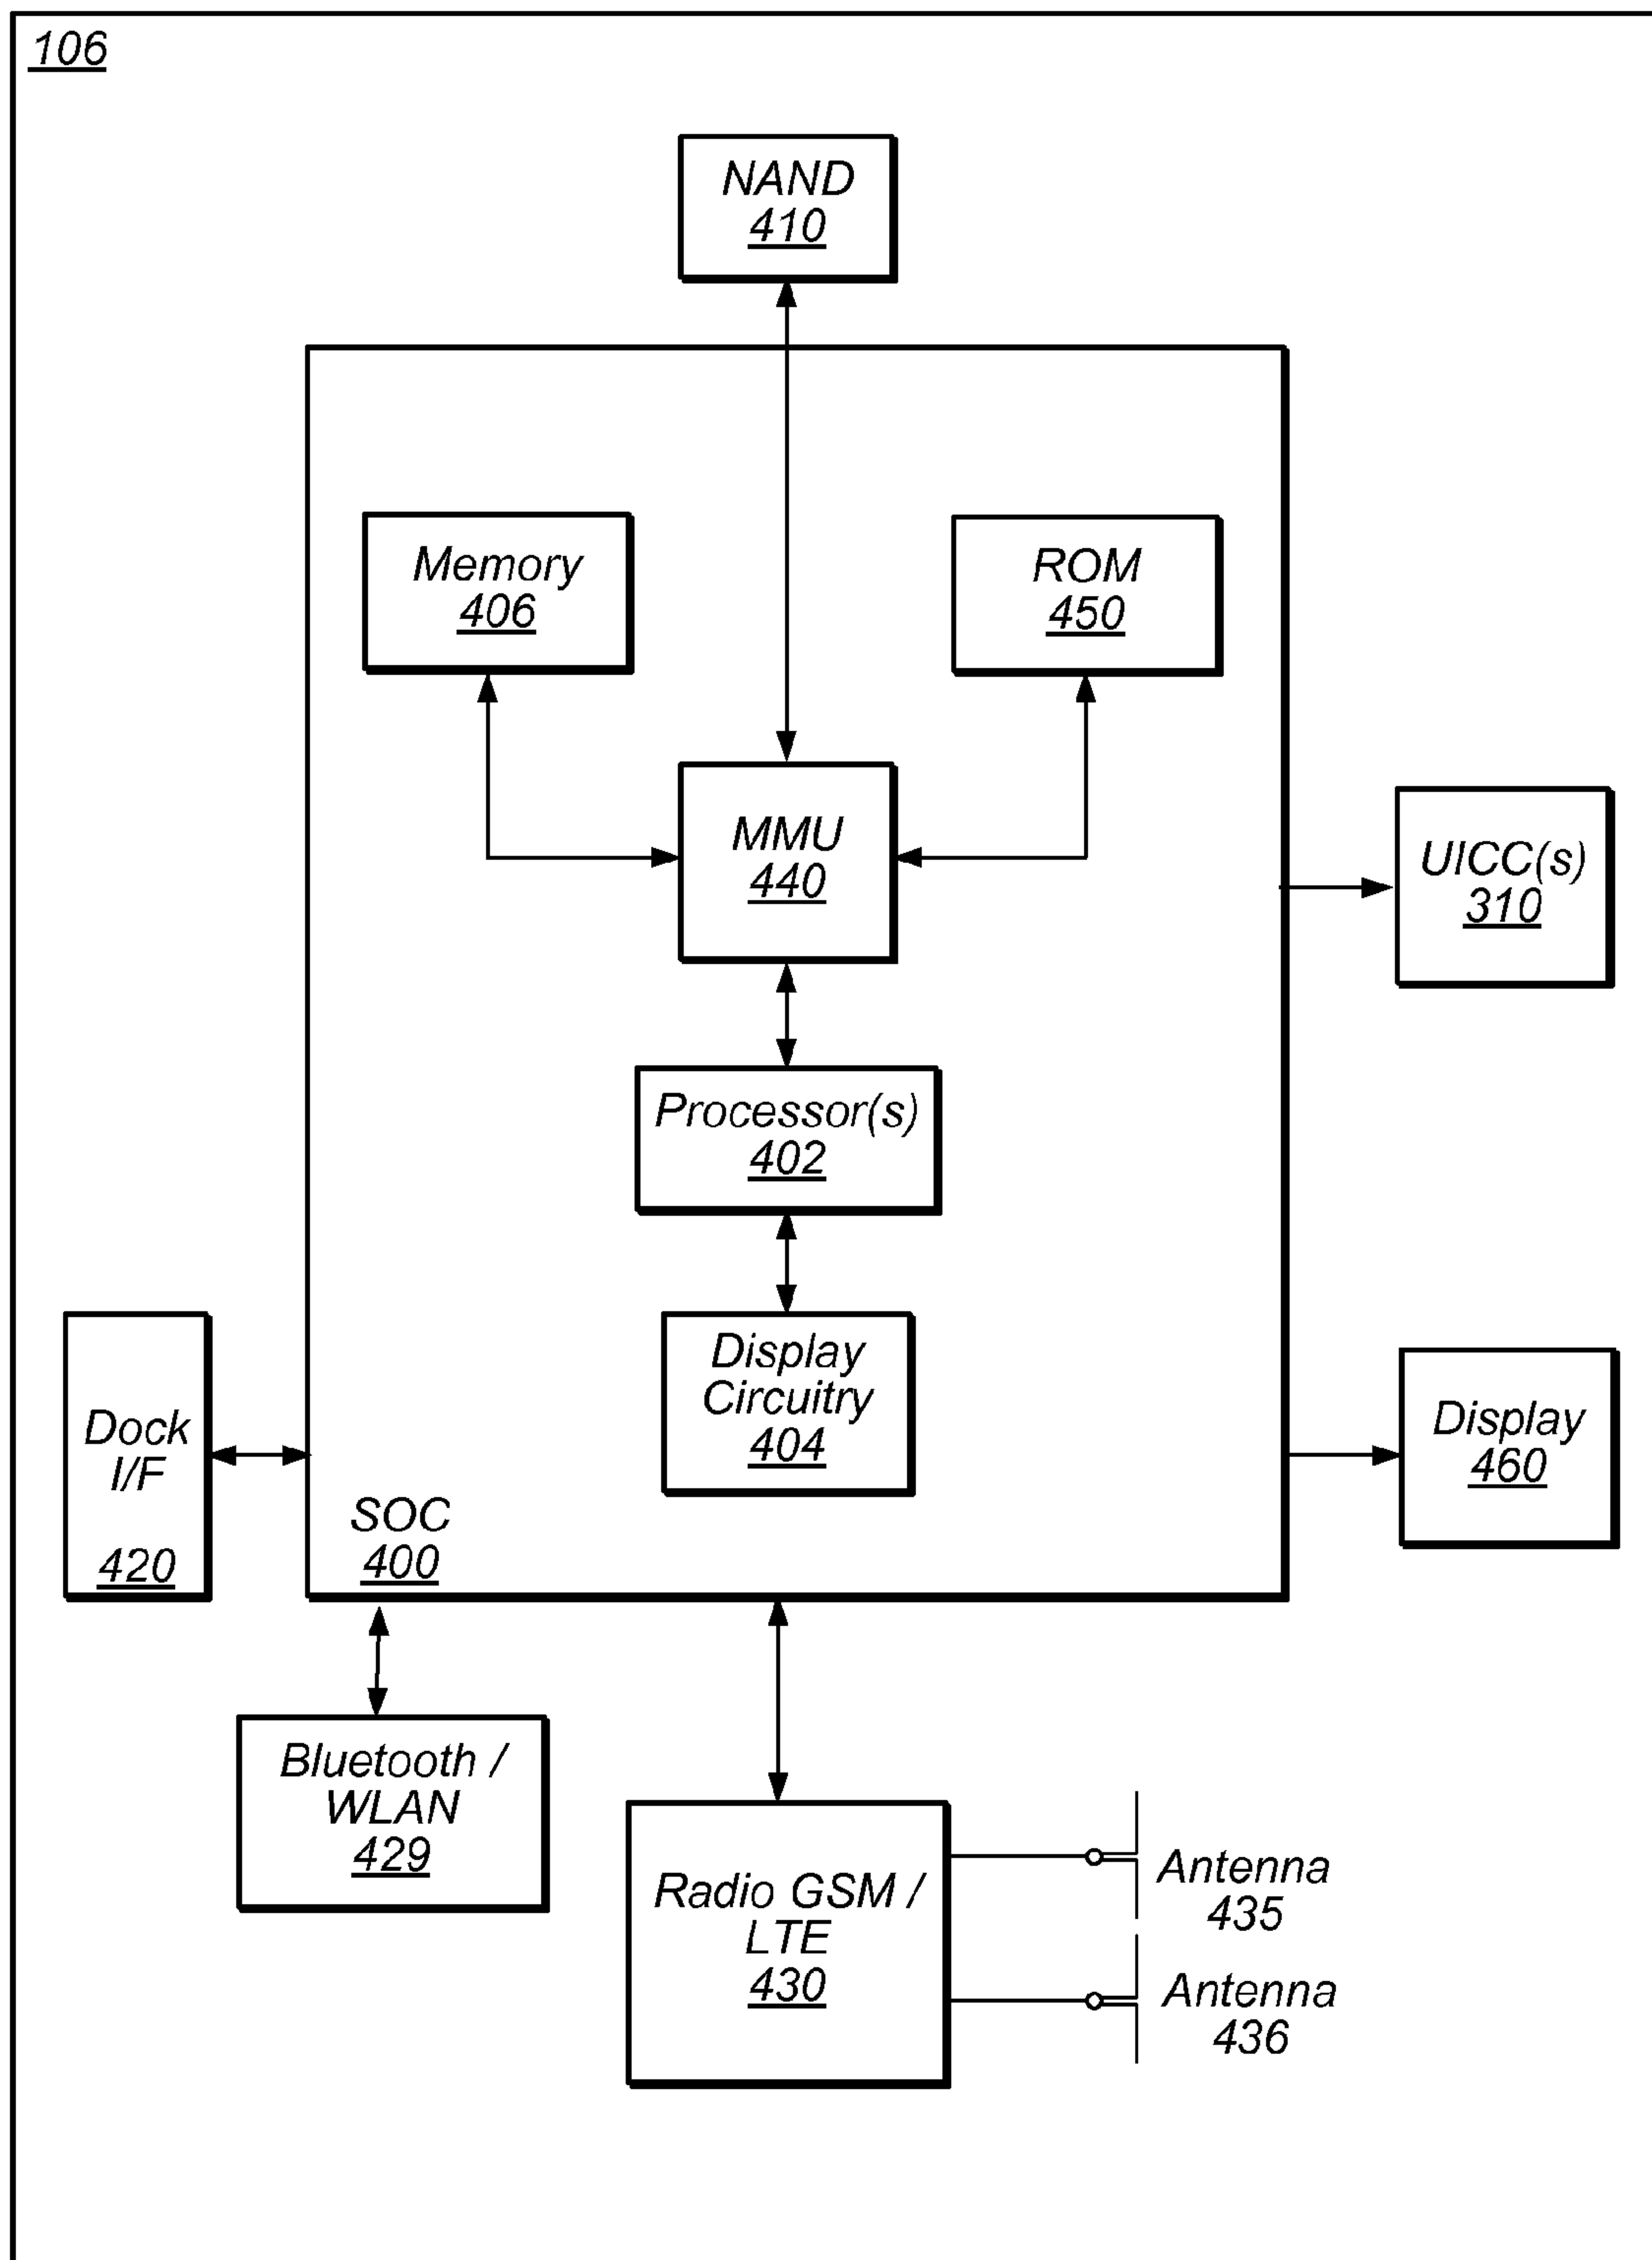 106
NAND
410
Memory
406
ROM
450
MMU
440
UICC(s)
310
Processor(s)
402
Display
Circuitry
404
Dock
I/F
420
Display
460
SOC
400
Bluetooth /
WLAN
429
Radio GSM /
LTE
430
Antenna
435
Antenna
436